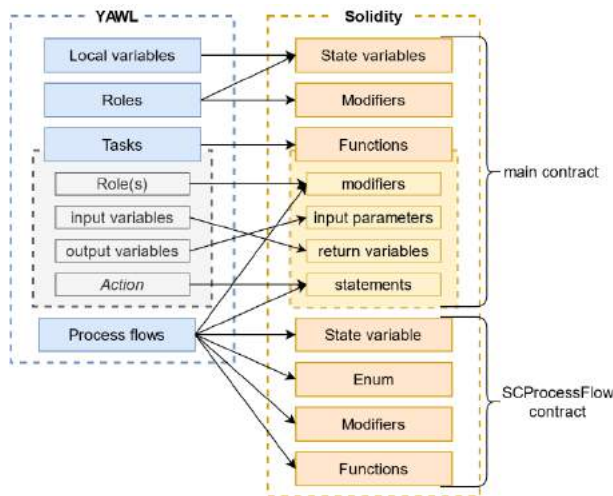 YAWL
Solidity
Local variables
State variables
Roles
Modifiers
Tasks
Functions
Role(s)
modifiers
input variables
input parameters
output variables
return variables
Action
statements
main contract
Process flows
State variable
Enum
Modifiers
Functions
SCProcessFlow
contract